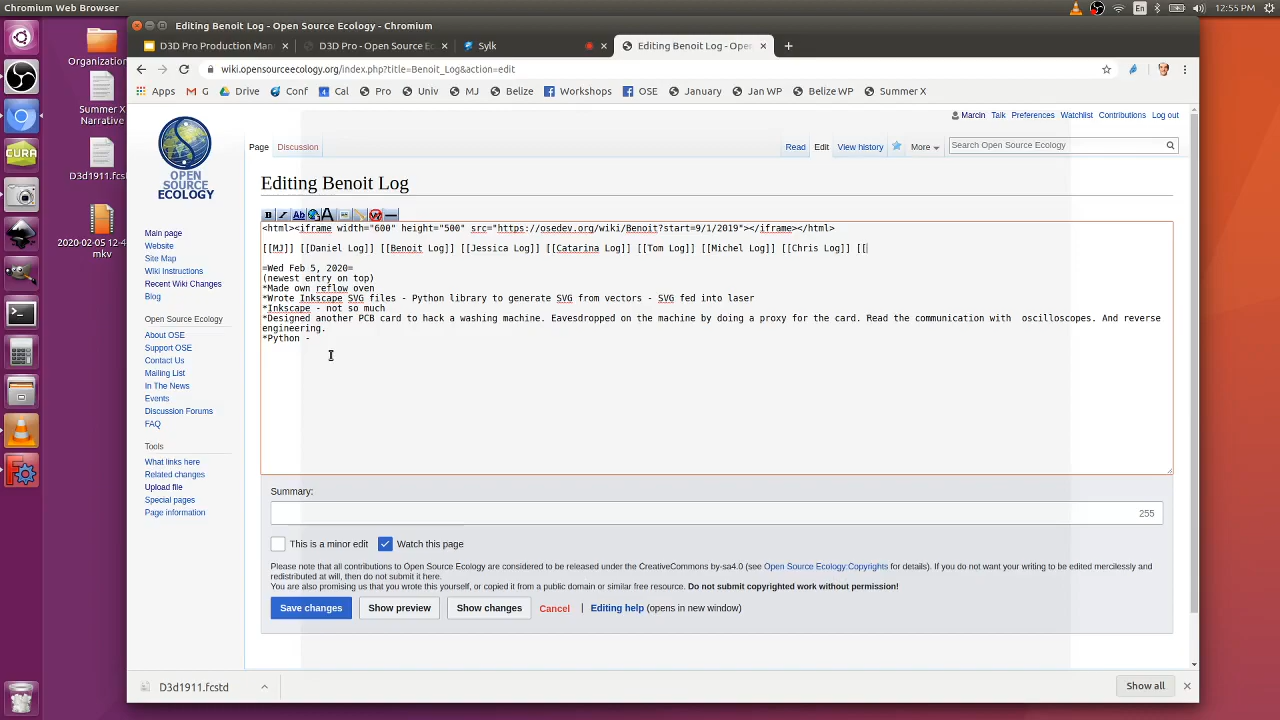 Chromium Web Browser
En
12:55 PM
Editing Benoit Log - Open Source Ecology - Chromium
D3D Pro Production Man
D3D Pro - Open Source Ec
Sylk
Editing Benoit Log - Open
wiki.opensourceecology.org/index.php?title=Benoit_Log&action=edit
Apps
G
Drive
Conf
Cal
Pro
Univ
MJ
Belize
Workshops
OSE
January
Jan WP
Belize WP
Summer X
Organization
Summer X
Narrative
D3d1911.fcst
2020-02-05 12-4
mkv
CURA
OPEN
SOURCE
ECOLOGY
Marcin
Talk
Preferences
Watchlist
Contributions
Log out
Page
Discussion
Read
Edit
View history
More
Search Open Source Ecology
Editing Benoit Log
<html><iframe width="600" height="500" src="https://osedev.org/wiki/Benoit?start=9/1/2019"></iframe></html>
[[MJ]] [[Daniel Log]] [[Benoit Log]] [[Jessica Log]] [[Catarina Log]] [[Tom Log]] [[Michel Log]] [[Chris Log]] [[
=Wed Feb 5, 2020=
(newest entry on top)
*Made own reflow oven
*Wrote Inkscape SVG files - Python library to generate SVG from vectors - SVG fed into laser
*Inkscape - not so much
*Designed another PCB card to hack a washing machine. Eavesdropped on the machine by doing a proxy for the card. Read the communication with  oscilloscopes. And reverse
engineering.
*Python -
Main page
Website
Site Map
Wiki Instructions
Recent Wiki Changes
Blog
Open Source Ecology
About OSE
Support OSE
Contact Us
Mailing List
In The News
Events
Discussion Forums
FAQ
Tools
What links here
Related changes
Upload file
Special pages
Page information
Summary:
255
This is a minor edit
Watch this page
Please note that all contributions to Open Source Ecology are considered to be released under the CreativeCommons by-sa4.0 (see Open Source Ecology:Copyrights for details). If you do not want your writing to be edited mercilessly and
redistributed at will, then do not submit it here.
You are also promising us that you wrote this yourself, or copied it from a public domain or similar free resource. Do not submit copyrighted work without permission!
Save changes
Show preview
Show changes
Cancel
|
Editing help (opens in new window)
D3d1911.fcstd
Show all